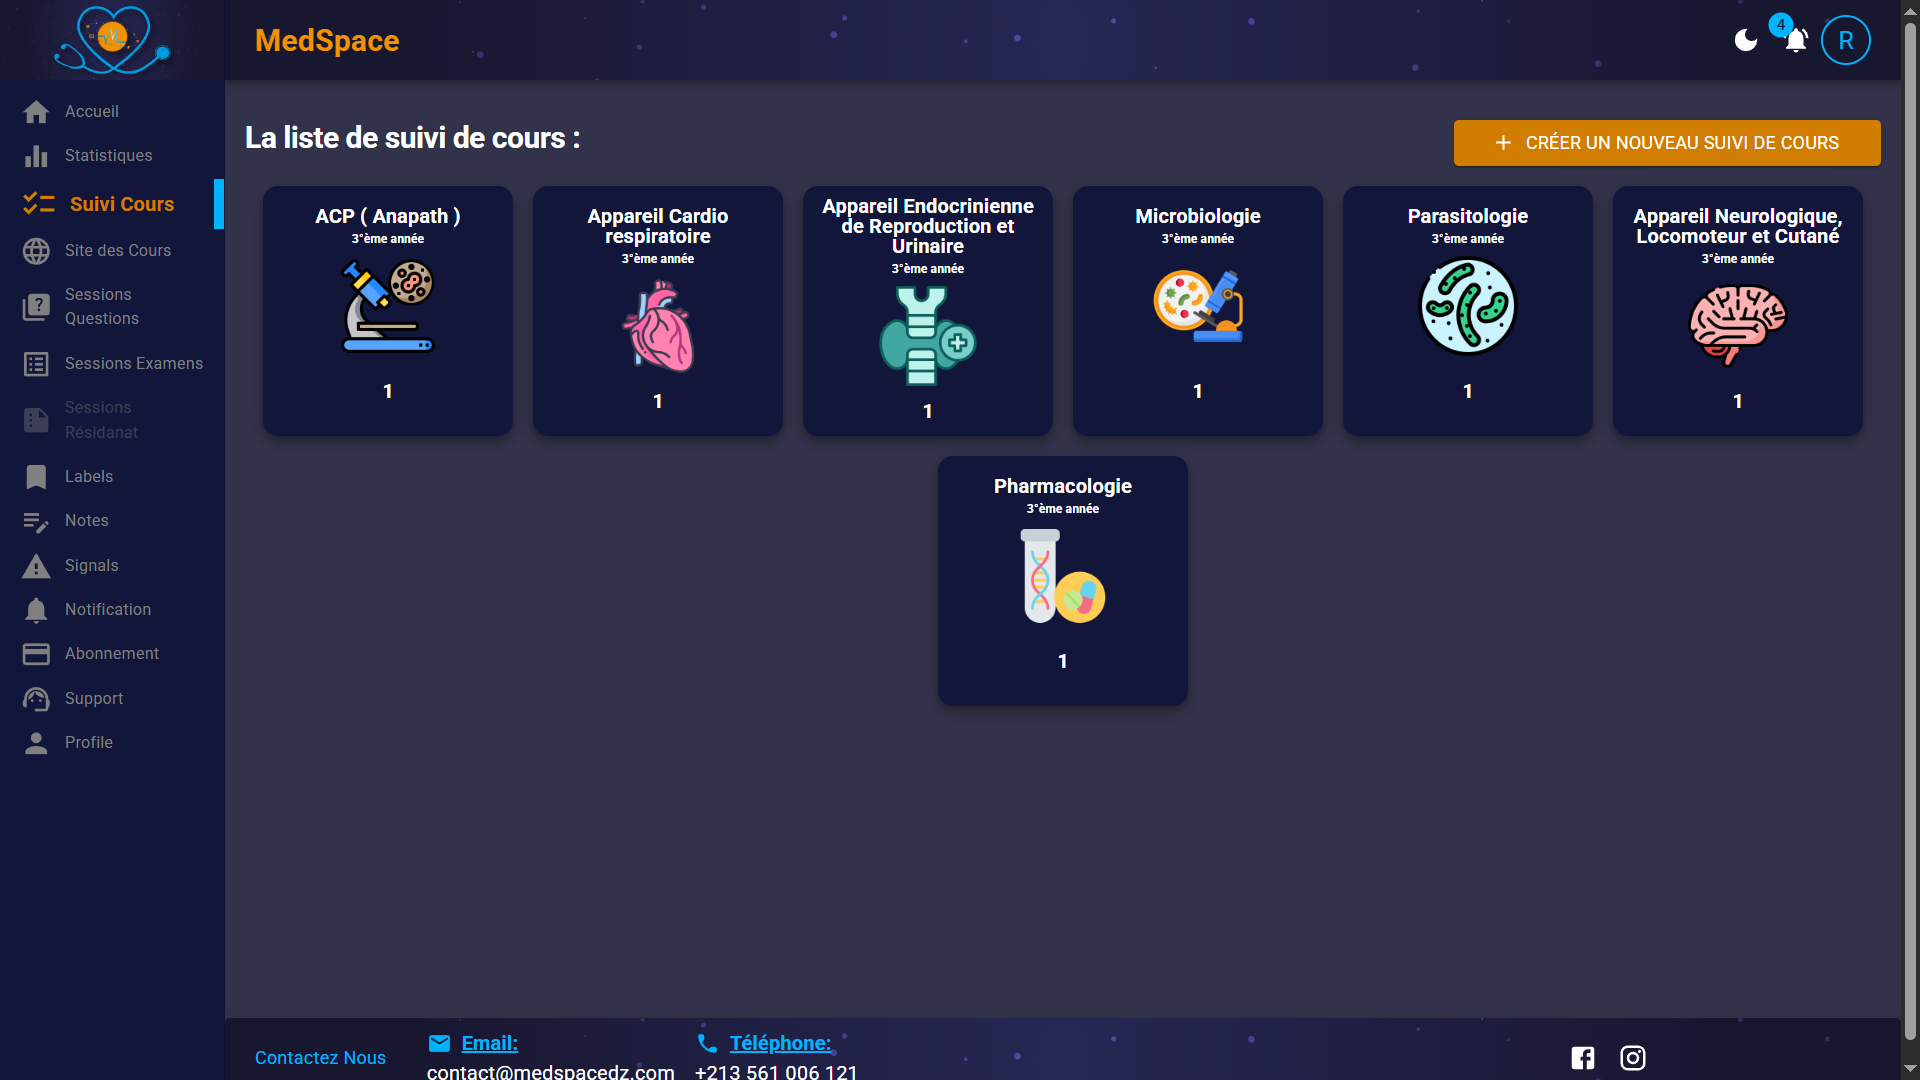 MedSpace
4
R
Accueil
Statistiques
Suivi Cours
Site des Cours
Sessions
Questions
Sessions Examens
Sessions
Résidanat
Labels
Notes
Signals
Notification
Abonnement
Support
Profile
La liste de suivi de cours :
CRÉER UN NOUVEAU SUIVI DE COURS
ACP ( Anapath )
3°ème année
1
Appareil Cardio
respiratoire
3°ème année
1
Appareil Endocrinienne
de Reproduction et
Urinaire
3°ème année
1
Microbiologie
3°ème année
1
Parasitologie
3°ème année
1
Appareil Neurologique,
Locomoteur et Cutané
3°ème année
1
Pharmacologie
3°ème année
1
Contactez Nous
Email:
contact@medspacedz.com
Téléphone:
+213 561 006 121